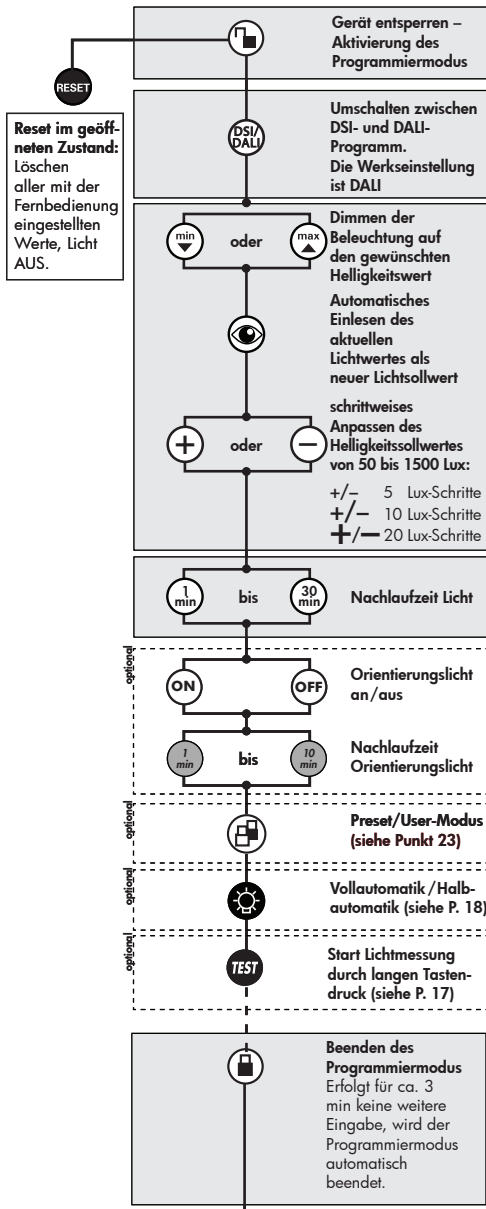 Gerät entsperren –
Aktivierung des
Programmiermodus
RESET
Reset im geöff-
neten Zustand:
Löschen
aller mit der
Fernbedienung
eingestellten
Werte, Licht
AUS.
DSI/
DALI
Umschalten zwischen
DSI- und DALI-
Programm.
Die Werkseinstellung
ist DALI
min
oder
max
Dimmen der
Beleuchtung auf
den gewünschten
Helligkeitswert
Automatisches
Einlesen des
aktuellen
Lichtwertes als
neuer Lichtsollwert
+ oder –
schrittweises
Anpassen des
Helligkeitssollwertes
von 50 bis 1500 Lux:
+/– 5 Lux-Schritte
+/– 10 Lux-Schritte
+/– 20 Lux-Schritte
1
min
bis
30
min
Nachlaufzeit Licht
optional
ON
OFF
Orientierungslicht
an/aus
1
min
bis
10
min
Nachlaufzeit
Orientierungslicht
optional
Preset/User-Modus
(siehe Punkt 23)
optional
Vollautomatik/Halb-
automatik (siehe P. 18)
optional
TEST
Start Lichtmessung
durch langen Tasten-
druck (siehe P. 17)
Beenden des
Programmiermodus
Erfolgt für ca. 3
min keine weitere
Eingabe, wird der
Programmiermodus
automatisch
beendet.